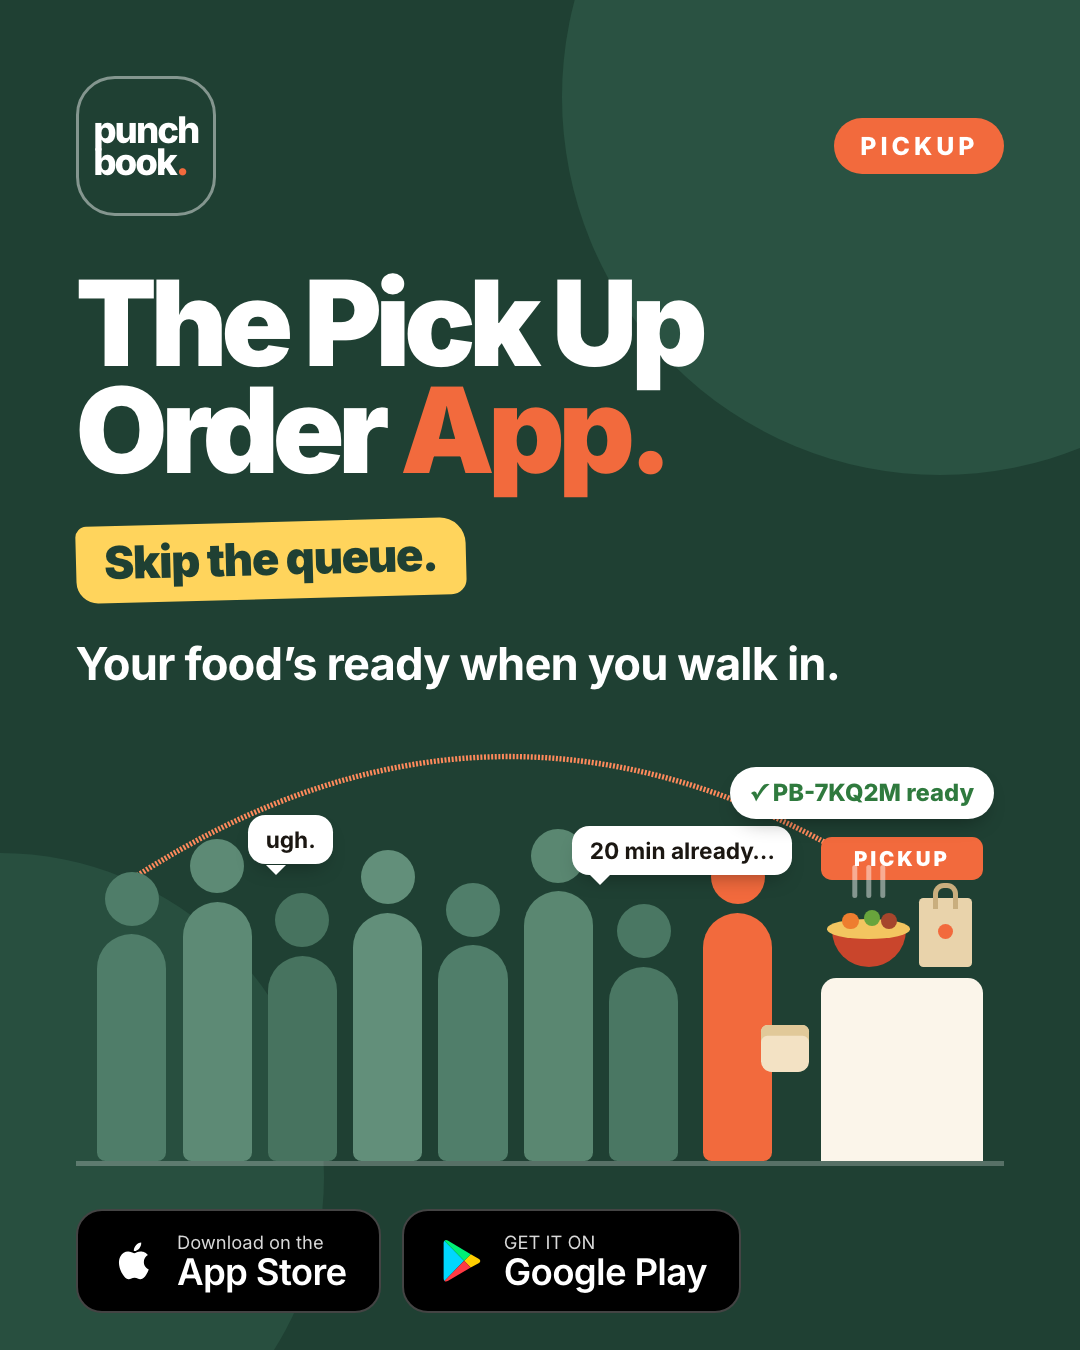 punch
book.
PICKUP
The Pick Up
Order App.
Skip the queue.
Your food’s ready when you walk in.
✓PB-7KQ2M ready
ugh.
20 min already...
PICKUP
Download on the
App Store
GET IT ON
Google Play